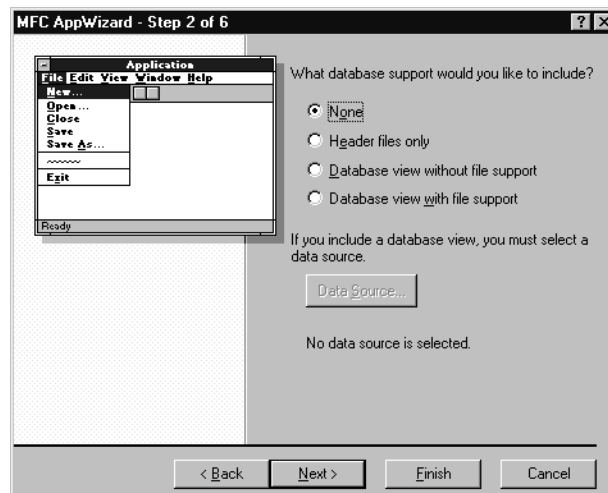 MFC AppWizard - Step 2 of 6
Application
File Edit View Window Help
New...
Open...
Close
Save
Save As...
Exit
Ready
What database support would you like to include?
None
Header files only
Database view without file support
Database view with file support
If you include a database view, you must select a
data source.
Data Source...
No data source is selected.
< Back
Next >
Finish
Cancel